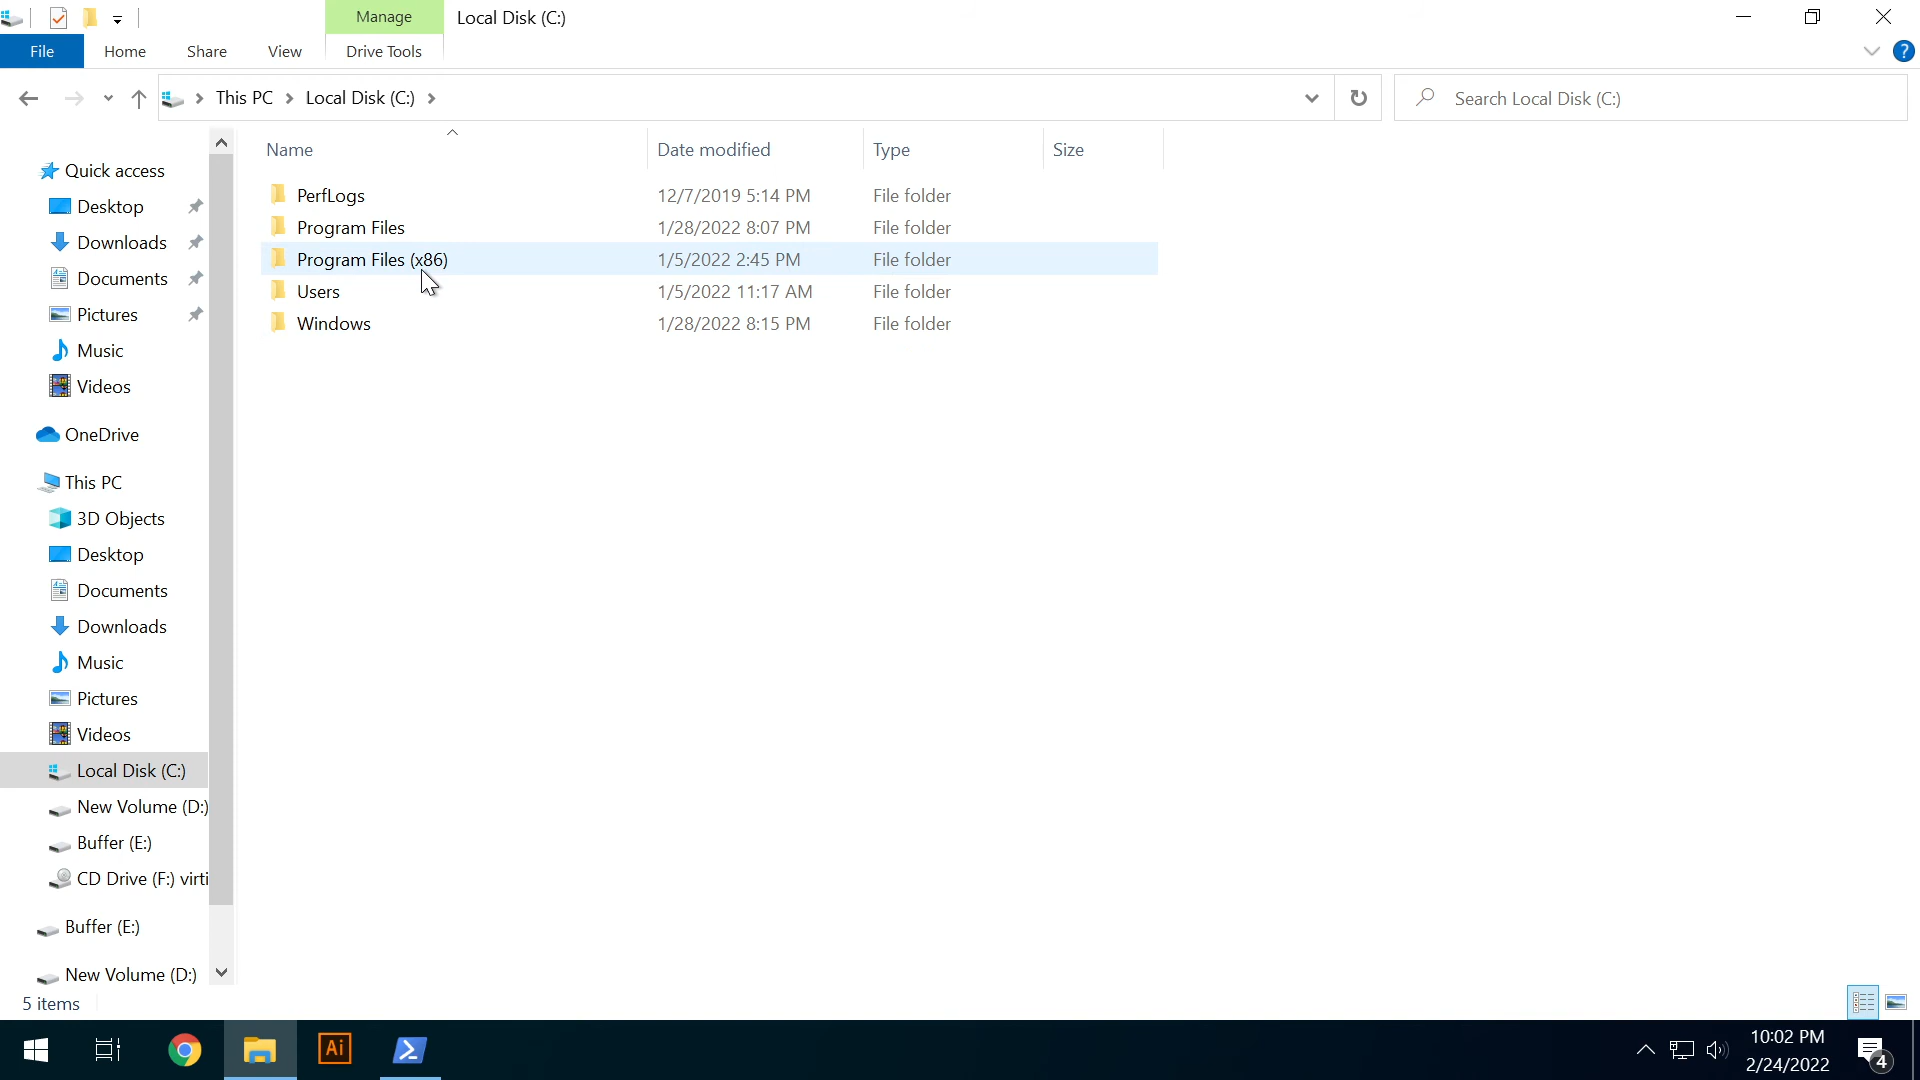 Manage
Local Disk (C:)
File
Home
Share
View
Drive Tools
?
This PC
Local Disk (C:)
Search Local Disk (C:)
Name
Date modified
Type
Size
PerfLogs 12/7/2019 5:14 PM File folder
Program Files 1/28/2022 8:07 PM File folder
Program Files (x86) 1/5/2022 2:45 PM File folder
Users 1/5/2022 11:17 AM File folder
Windows 1/28/2022 8:15 PM File folder
Quick access
Desktop
Downloads
Documents
Pictures
Music
Videos
OneDrive
This PC
3D Objects
Desktop
Documents
Downloads
Music
Pictures
Videos
Local Disk (C:)
New Volume (D:)
Buffer (E:)
CD Drive (F:) virti
Buffer (E:)
New Volume (D:)
5 items
Ai
10:02 PM
2/24/2022
4